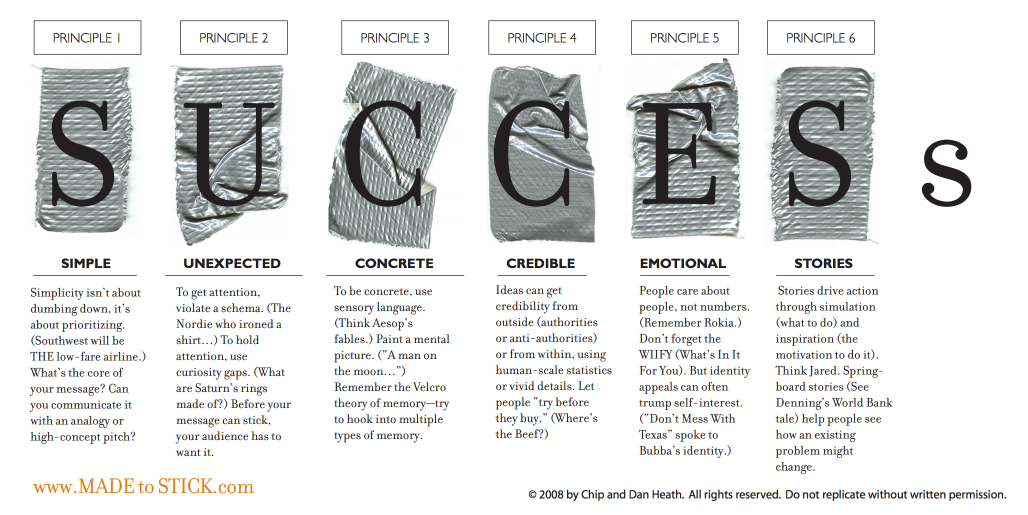 PRINCIPLE 1
PRINCIPLE 2
PRINCIPLE 3
PRINCIPLE 4
PRINCIPLE 5
PRINCIPLE 6
S U C C E S s
SIMPLE
Simplicity isn't about
dumbing down, it's
about prioritizing.
(Southwest will be
THE low-fare airline.)
What's the core of
your message? Can
you communicate it
with an analogy or
high-concept pitch?
UNEXPECTED
To get attention,
violate a schema. (The
Nordie who ironed a
shirt...) To hold
attention, use
curiosity gaps. (What
are Saturn's rings
made of?) Before your
message can stick,
your audience has to
want it.
CONCRETE
To be concrete, use
sensory language.
(Think Aesop's
fables.) Paint a mental
picture. ("A man on
the moon...")
Remember the Velcro
theory of memory—try
to hook into multiple
types of memory.
CREDIBLE
Ideas can get
credibility from
outside (authorities
or anti-authorities)
or from within, using
human-scale statistics
or vivid details. Let
people "try before
they buy." (Where's
the Beef?)
EMOTIONAL
People care about
people, not numbers.
(Remember Rokia.)
Don't forget the
WIIFY (What's In It
For You). But identity
appeals can often
trump self-interest.
("Don't Mess With
Texas" spoke to
Bubba's identity.)
STORIES
Stories drive action
through simulation
(what to do) and
inspiration (the
motivation to do it).
Think Jared. Spring-
board stories (See
Denning's World Bank
tale) help people see
how an existing
problem might
change.
www.MADE to STICK.com
© 2008 by Chip and Dan Heath. All rights reserved. Do not replicate without written permission.